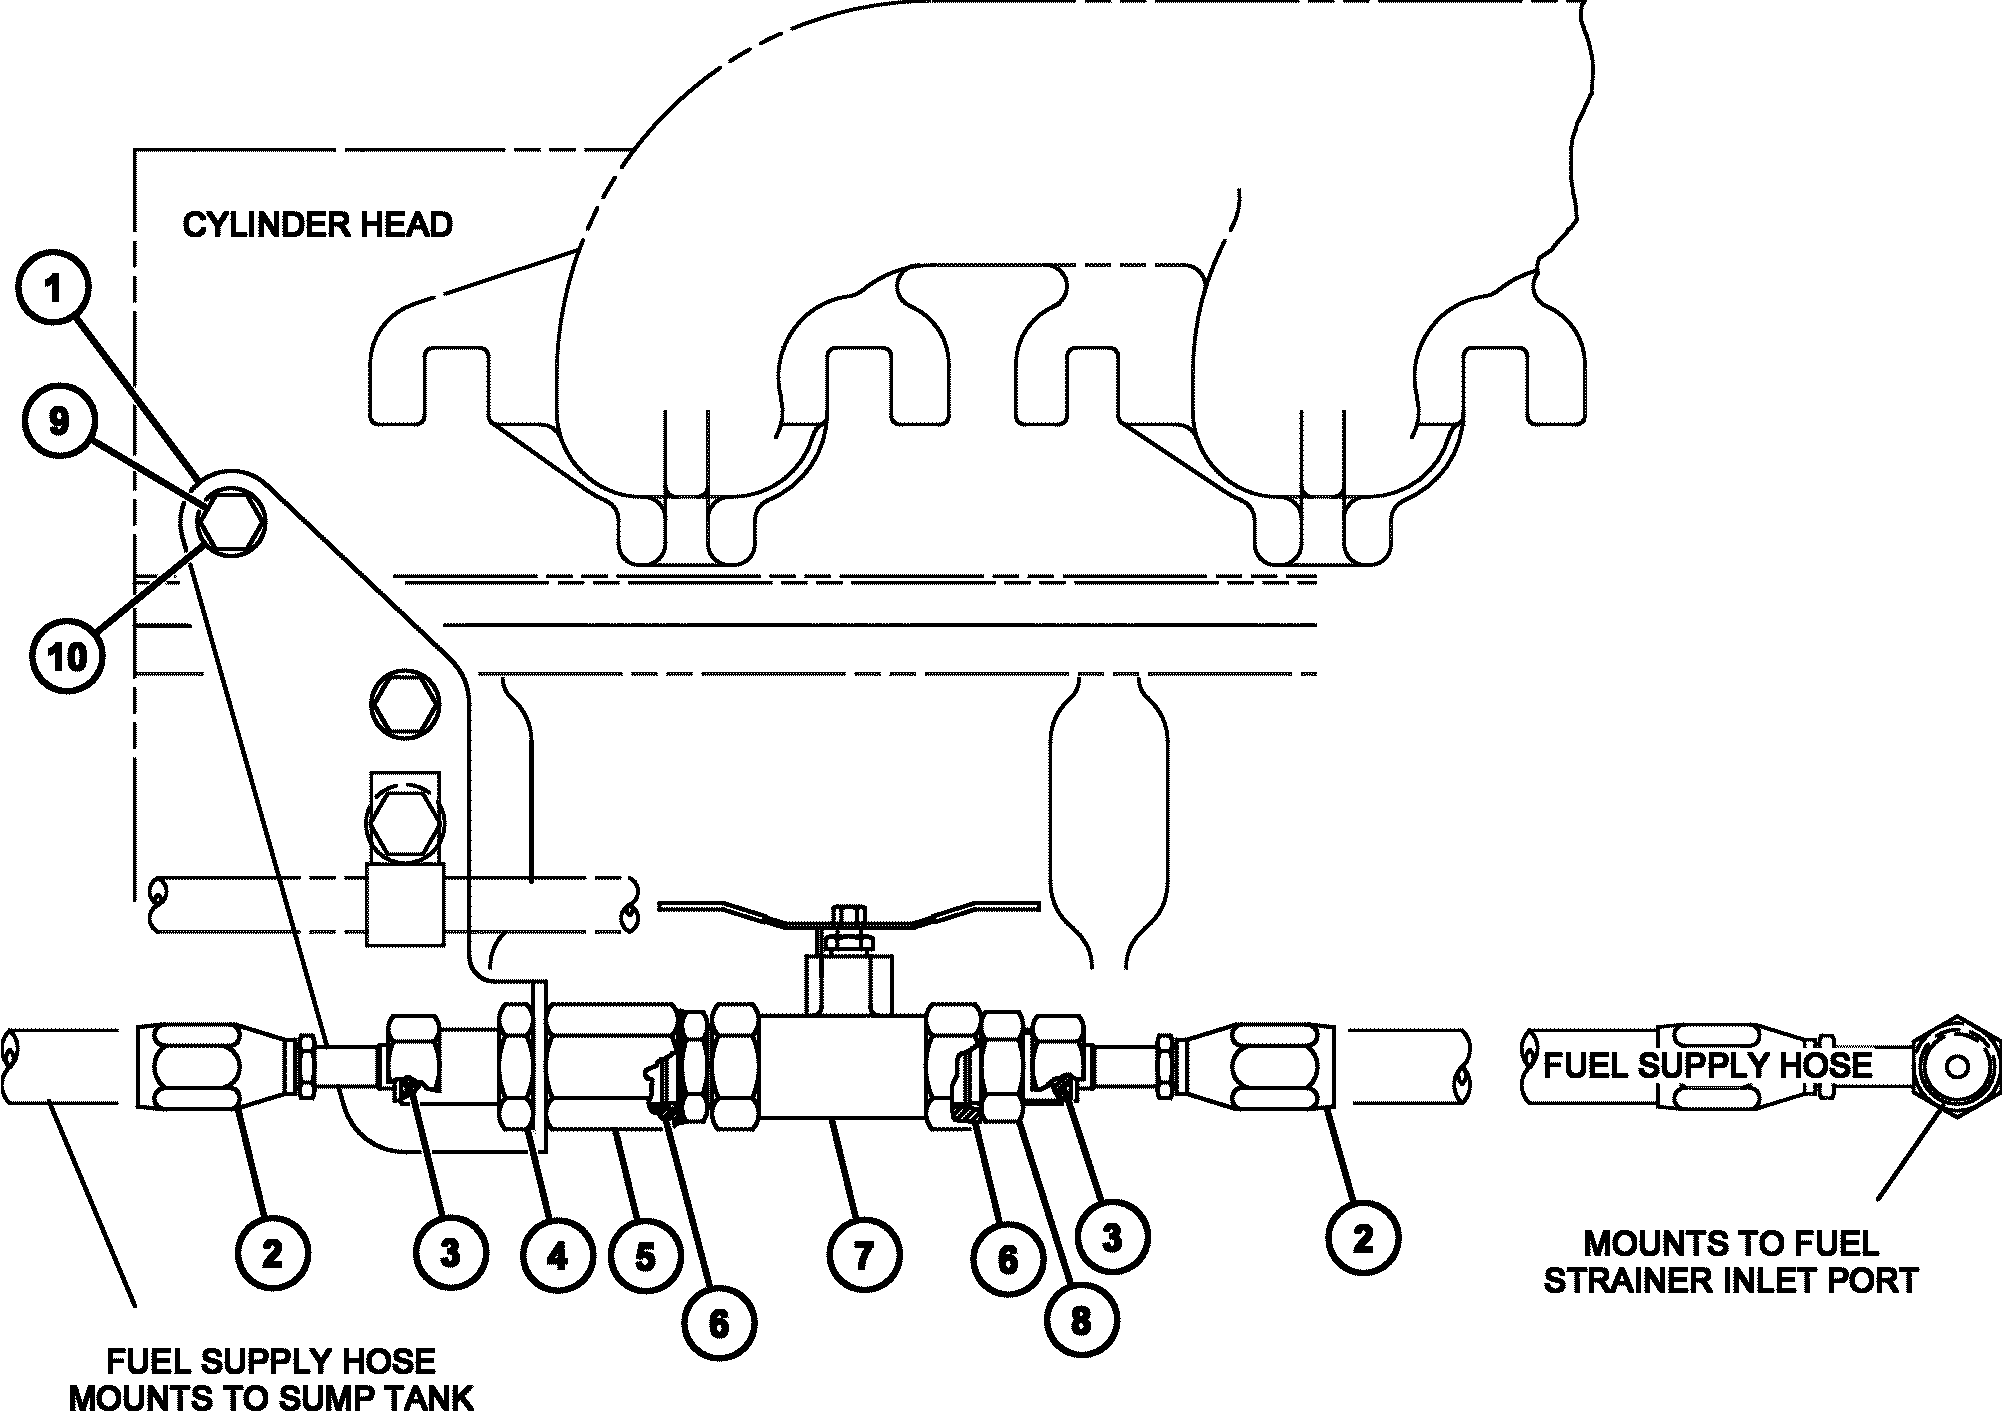 CYLINDER HEAD
1
9
10
FUEL SUPPLY HOSE
2
3
4
5
6
7
6
8
3
2
MOUNTS TO FUEL
STRAINER INLET PORT
FUEL SUPPLY HOSE
MOUNTS TO SUMP TANK